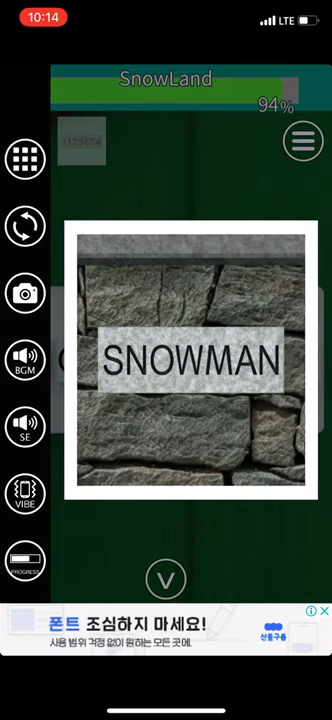 10:14
LTE
SnowLand
94%
7123654
BGM
SE
VIBE
PROGRESS
SNOWMAN
폰트 조심하지 마세요!
사용 범위 걱정 없이 원하는 모든 곳에.
산돌구름